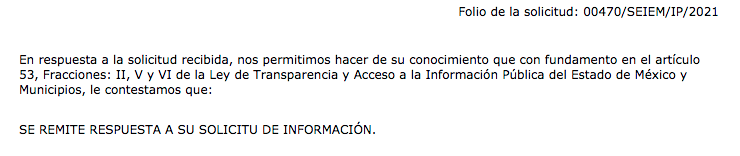 Folio de la solicitud: 00470/SEIEM/IP/2021
En respuesta a la solicitud recibida, nos permitimos hacer de su conocimiento que con fundamento en el artículo
53, Fracciones: II, V y VI de la Ley de Transparencia y Acceso a la Información Pública del Estado de México y
Municipios, le contestamos que:
SE REMITE RESPUESTA A SU SOLICITU DE INFORMACIÓN.